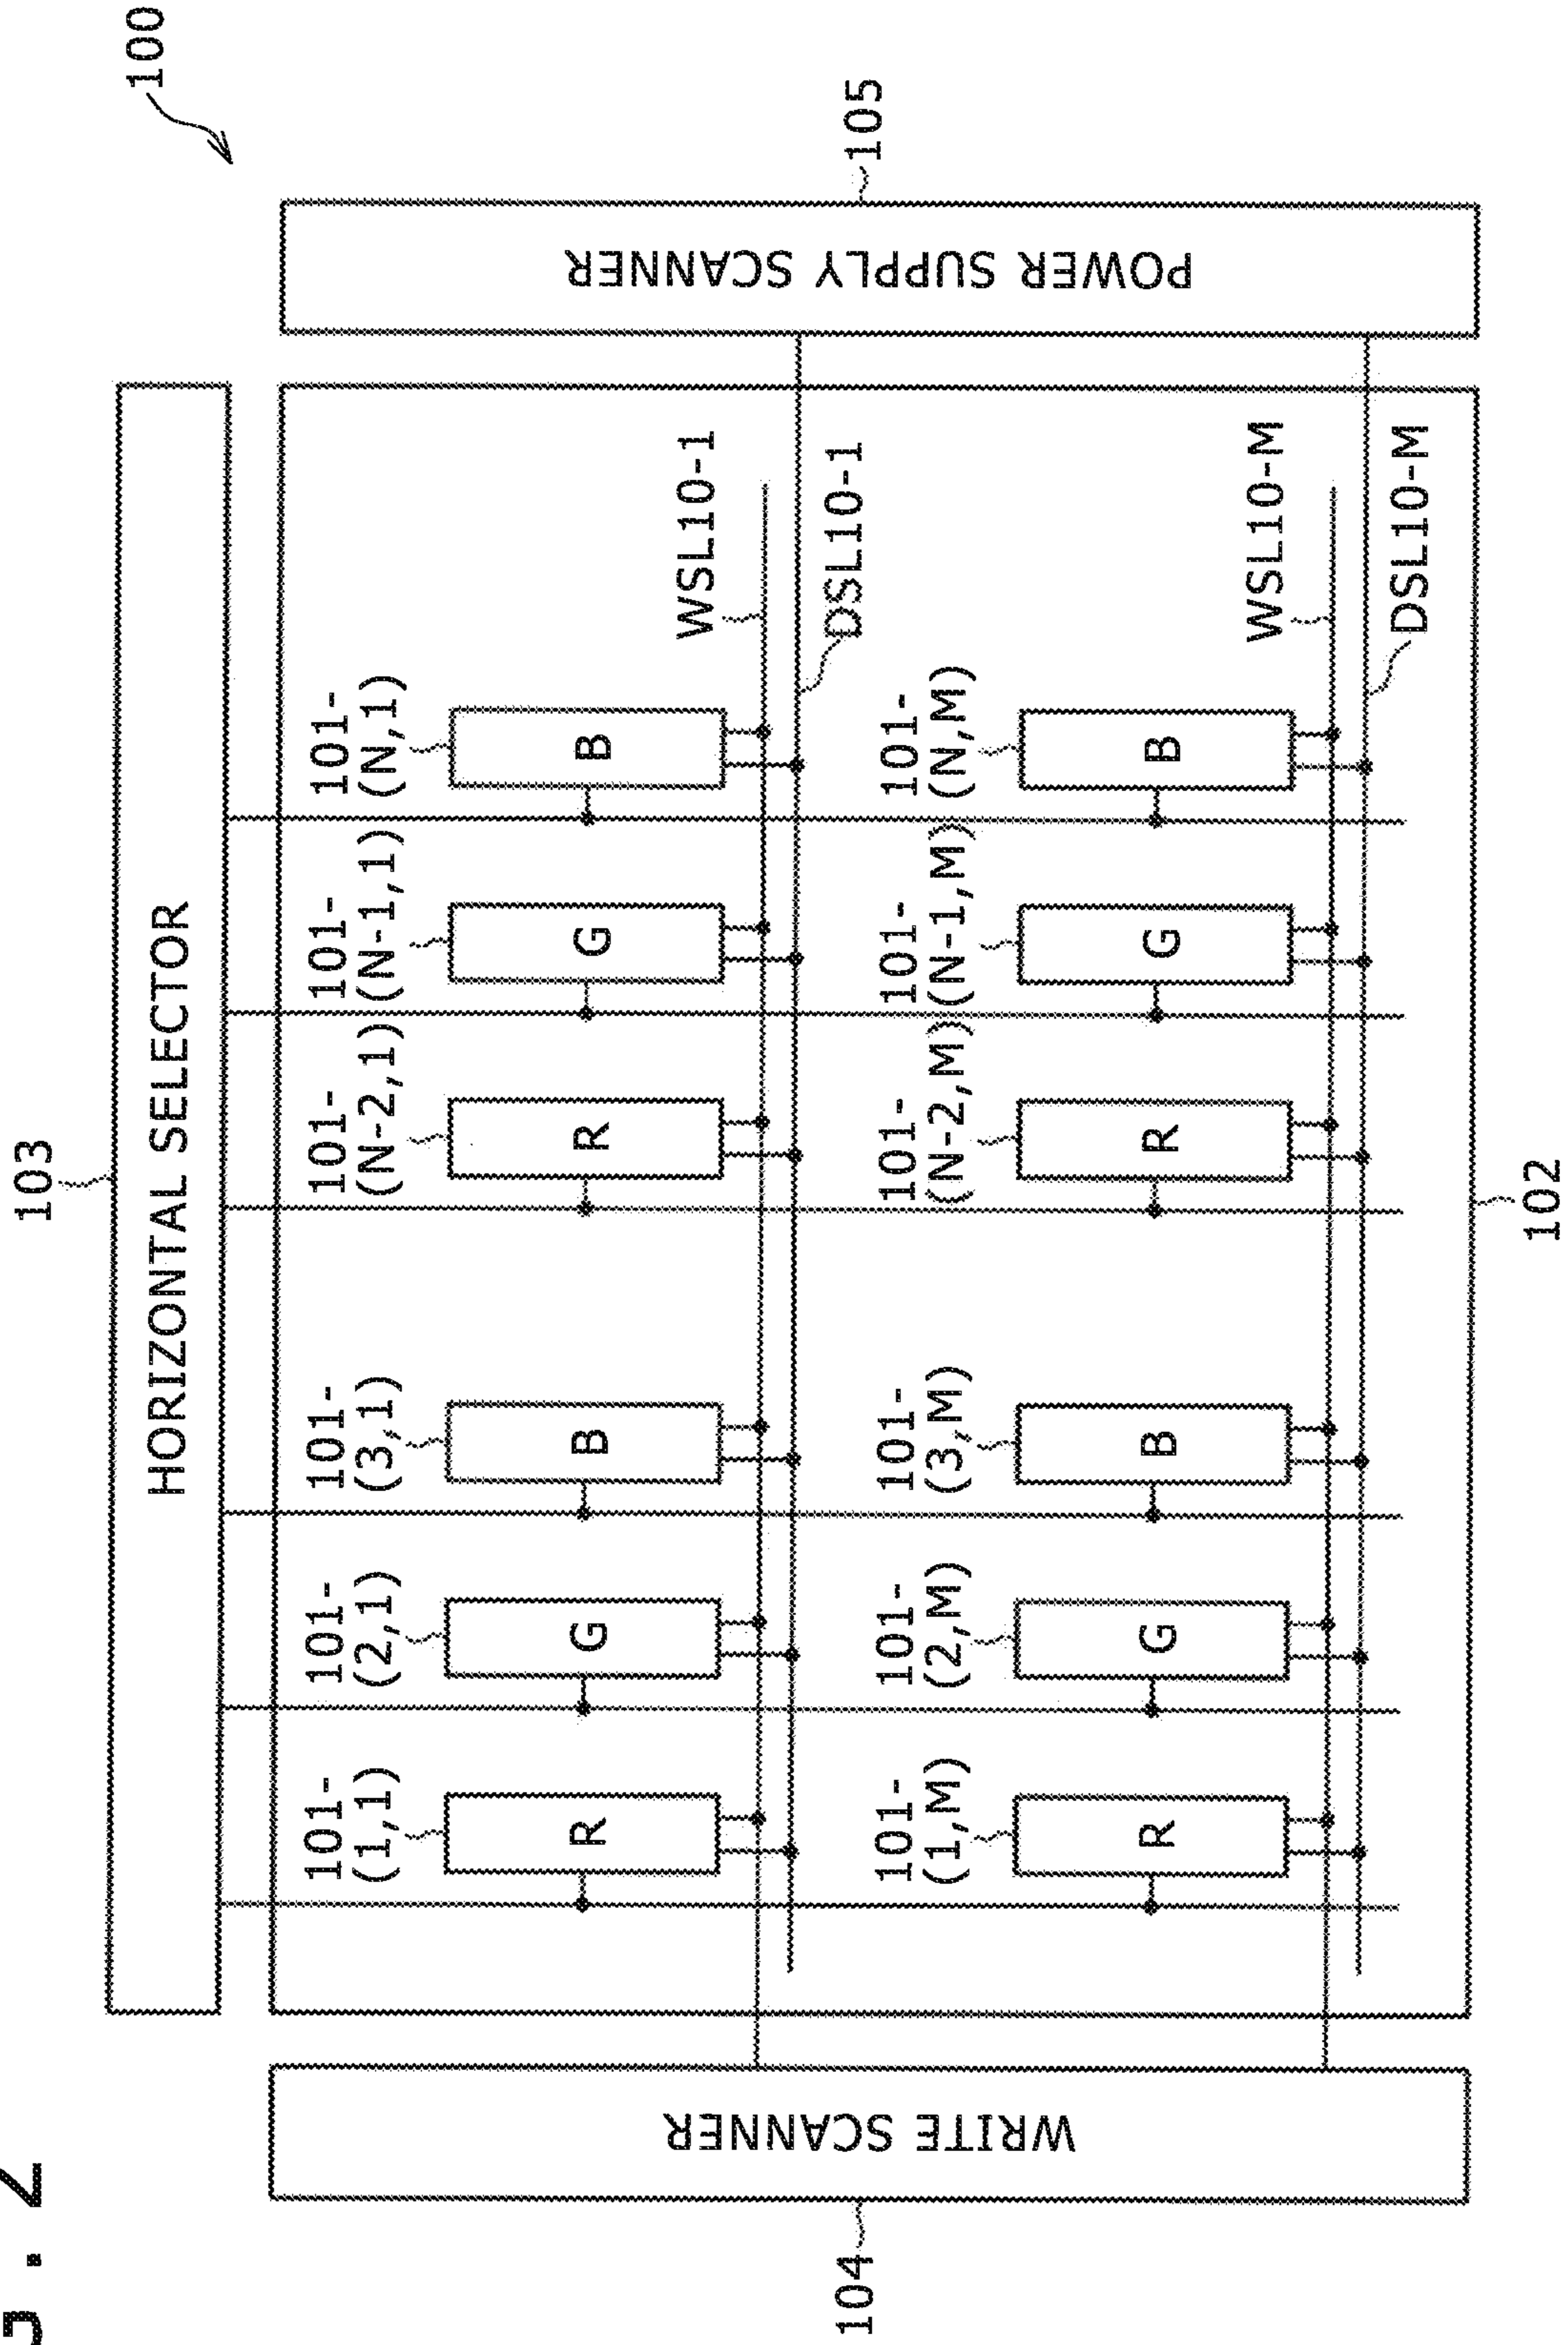 G . 2
100
103
HORIZONTAL SELECTOR
104
WRITE SCANNER
105
POWER SUPPLY SCANNER
101-
(1,1)
101-
(2,1)
101-
(3,1)
101-
(N-2,1)
101-
(N-1,1)
101-
(N,1)
R
G
B
R
G
B
WSL10-1
DSL10-1
101-
(1,M)
101-
(2,M)
101-
(3,M)
101-
(N-2,M)
101-
(N-1,M)
101-
(N,M)
R
G
B
R
G
B
WSL10-M
DSL10-M
102